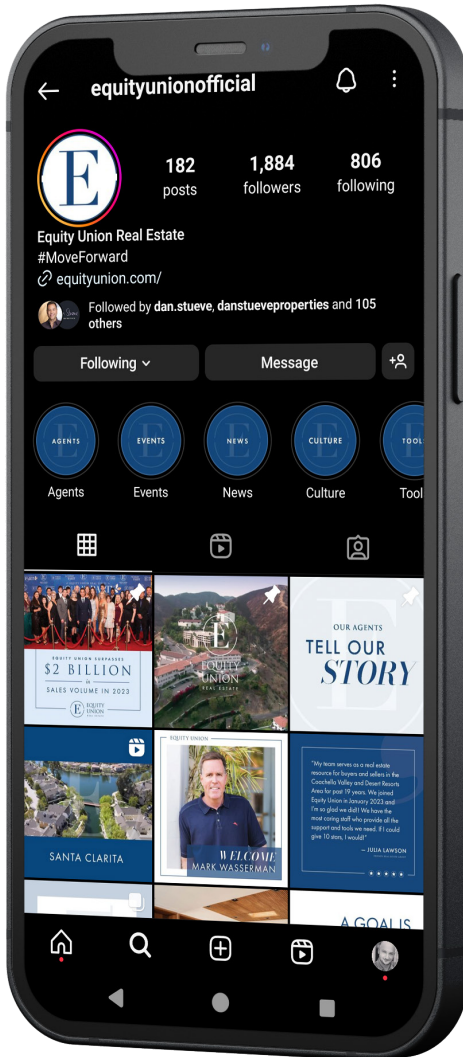 equityunionofficial
E
182
posts
1,884
followers
806
following
Equity Union Real Estate
#MoveForward
equityunion.com/
Followed by dan.stueve, danstueveproperties and 105
others
Following
Message
AGENTS
EVENTS
NEWS
CULTURE
TOOL
Agents
Events
News
Culture
Tool
EQUITY UNION SURPASSES
$2 BILLION
in
SALES VOLUME IN 2023
E EQUITY
UNION
E
EQUITY
UNION
REAL ESTATE
OUR AGENTS
TELL OUR
STORY
SANTA CLARITA
EQUITY UNION
WELCOME
MARK WASSERMAN
"My team serves as a real estate
resource for buyers and sellers in the
Coachella Valley and Desert Resorts
Area for past 19 years. We joined
Equity Union in January 2023 and
I'm so glad we did! We have the
most caring staff who provide all the
support and tools we need. If I could
give 10 stars, I would!"
— JULIA LAWSON
A GOAL IS